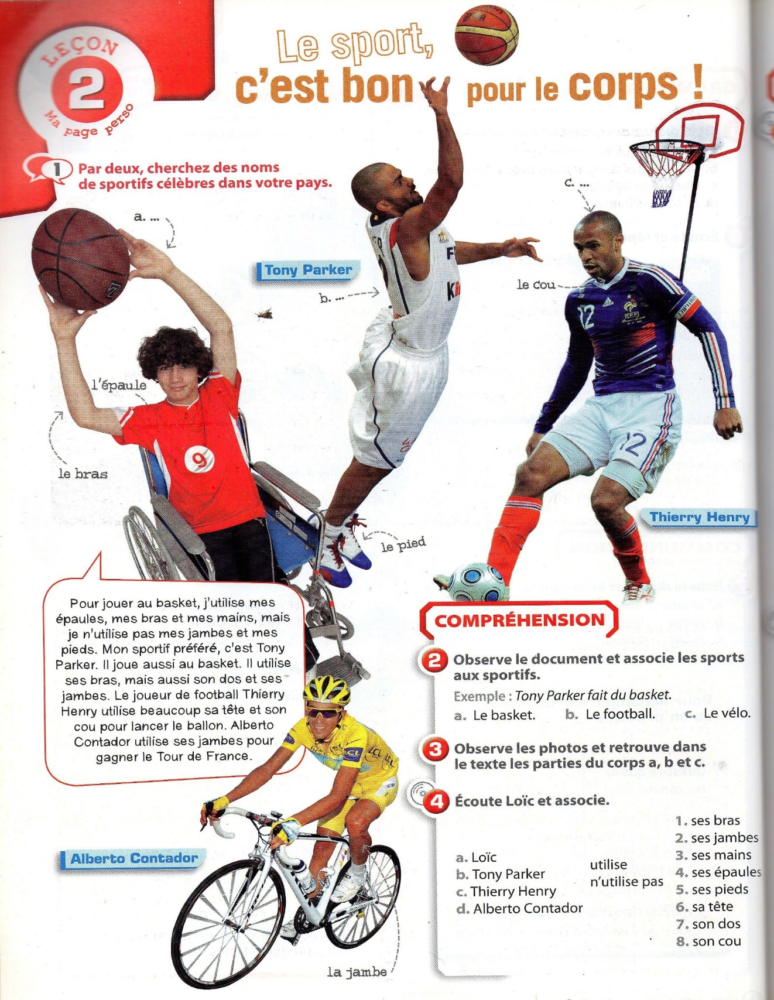 LEÇON
2
Ma page perso
Le sport,
c'est bon pour le corps !
1 Par deux, cherchez des noms
de sportifs célèbres dans votre pays.
a. ...
Tony Parker
b. ...
c. ...
le cou
12
12
l'épaule
le bras
9
le pied
Thierry Henry
Pour jouer au basket, j'utilise mes
épaules, mes bras et mes mains, mais
je n'utilise pas mes jambes et mes
pieds. Mon sportif préféré, c'est Tony
Parker. Il joue aussi au basket. Il utilise
ses bras, mais aussi son dos et ses
jambes. Le joueur de football Thierry
Henry utilise beaucoup sa tête et son
cou pour lancer le ballon. Alberto
Contador utilise ses jambes pour
gagner le Tour de France.
LCL
LCL
Alberto Contador
la jambe
COMPRÉHENSION
2 Observe le document et associe les sports
aux sportifs.
Exemple : Tony Parker fait du basket.
a. Le basket. b. Le football. c. Le vélo.
3 Observe les photos et retrouve dans
le texte les parties du corps a, b et c.
4 Écoute Loïc et associe.
a. Loïc
b. Tony Parker
c. Thierry Henry
d. Alberto Contador
utilise
n'utilise pas
1. ses bras
2. ses jambes
3. ses mains
4. ses épaules
5. ses pieds
6. sa tête
7. son dos
8. son cou